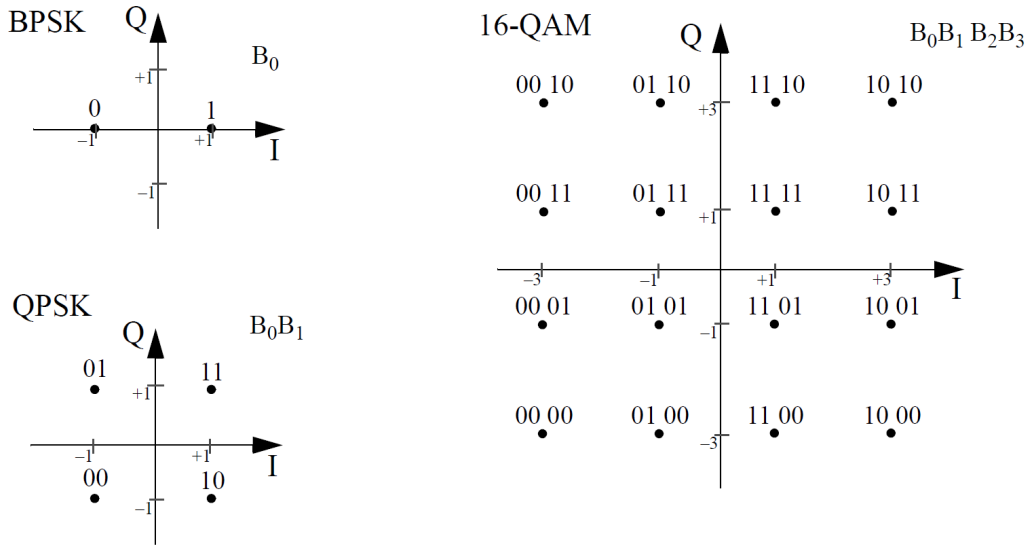 BPSK
Q
B0
+1
0 1
−1 +1
I
−1
QPSK
Q
B0B1
01 11
+1
−1 +1
I
00 10
−1
16-QAM
Q
B0B1 B2B3
00 10 01 10 11 10 10 10
+3
00 11 01 11 11 11 10 11
+1
−3 −1 +1 +3
I
00 01 01 01 11 01 10 01
−1
00 00 01 00 11 00 10 00
−3